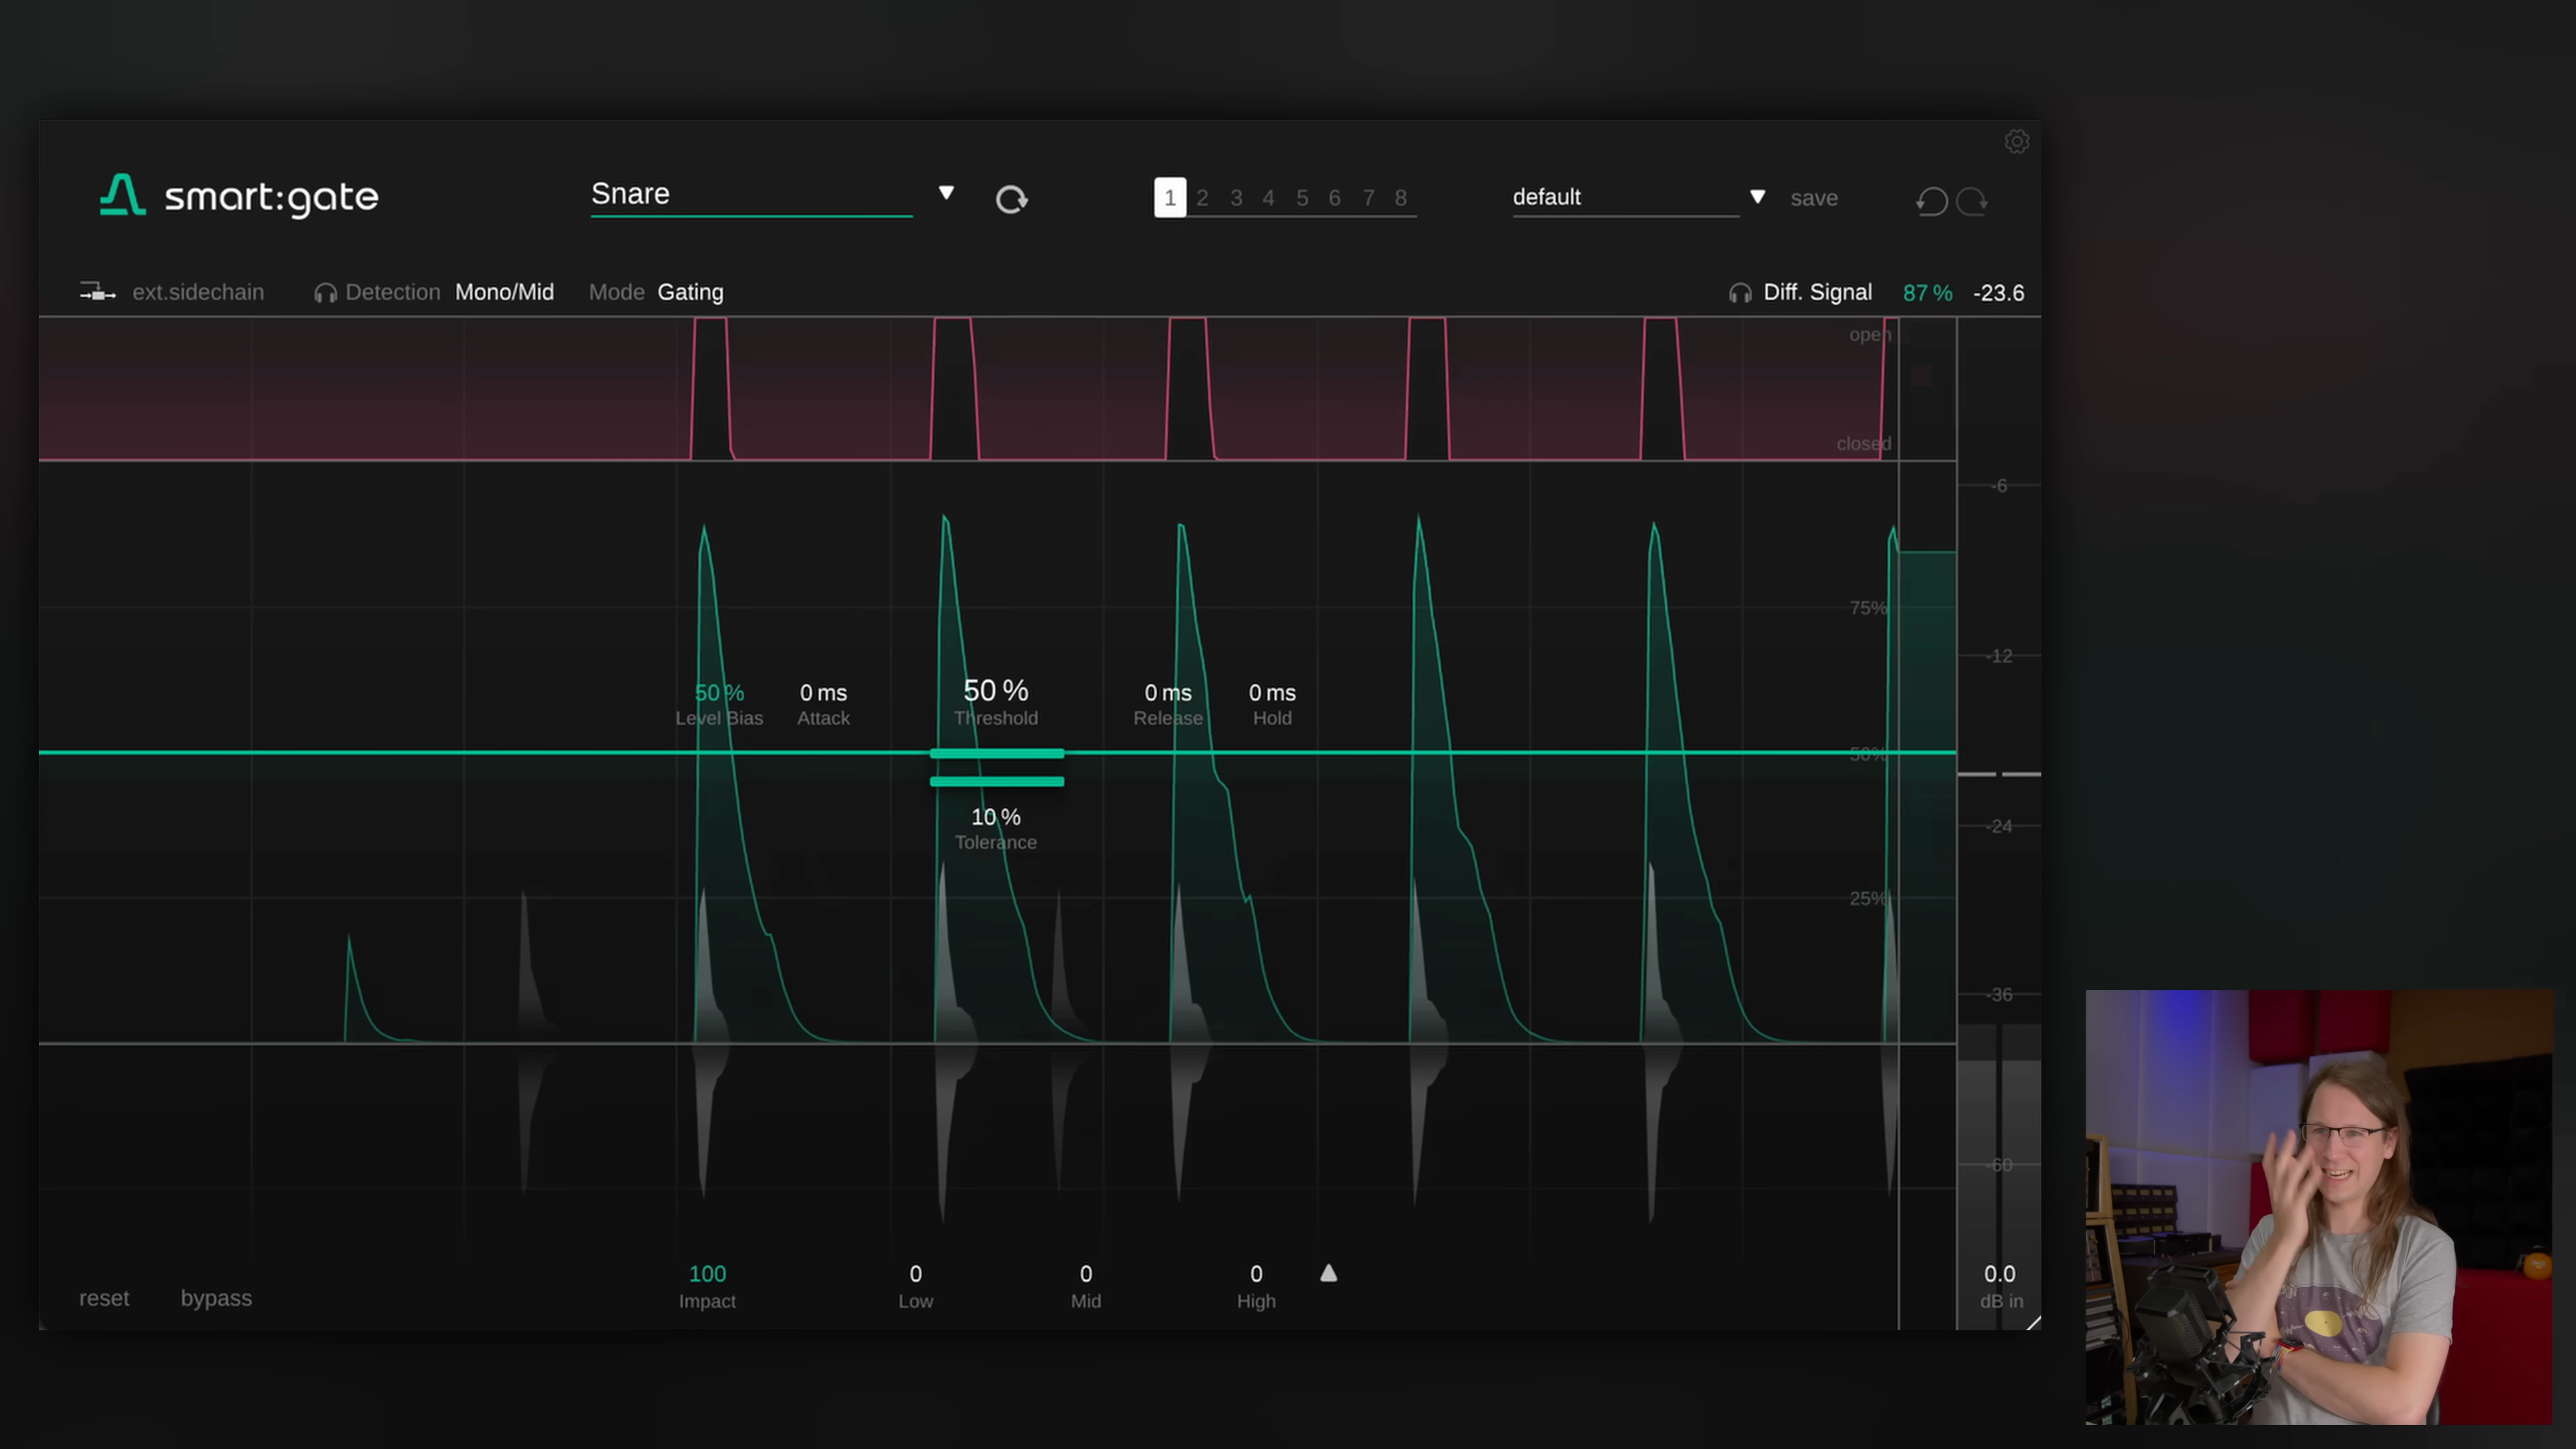 smart:gate
Snare
1 2 3 4 5 6 7 8
default
save
ext.sidechain
Detection Mono/Mid
Mode Gating
Diff. Signal
87 % -23.6
open
closed
-6
75%
-12
50 %
Level Bias
0 ms
Attack
50 %
Threshold
0 ms
Release
0 ms
Hold
50%
10 %
Tolerance
-24
25%
-36
-60
reset
bypass
100
Impact
0
Low
0
Mid
0
High
0.0
dB in